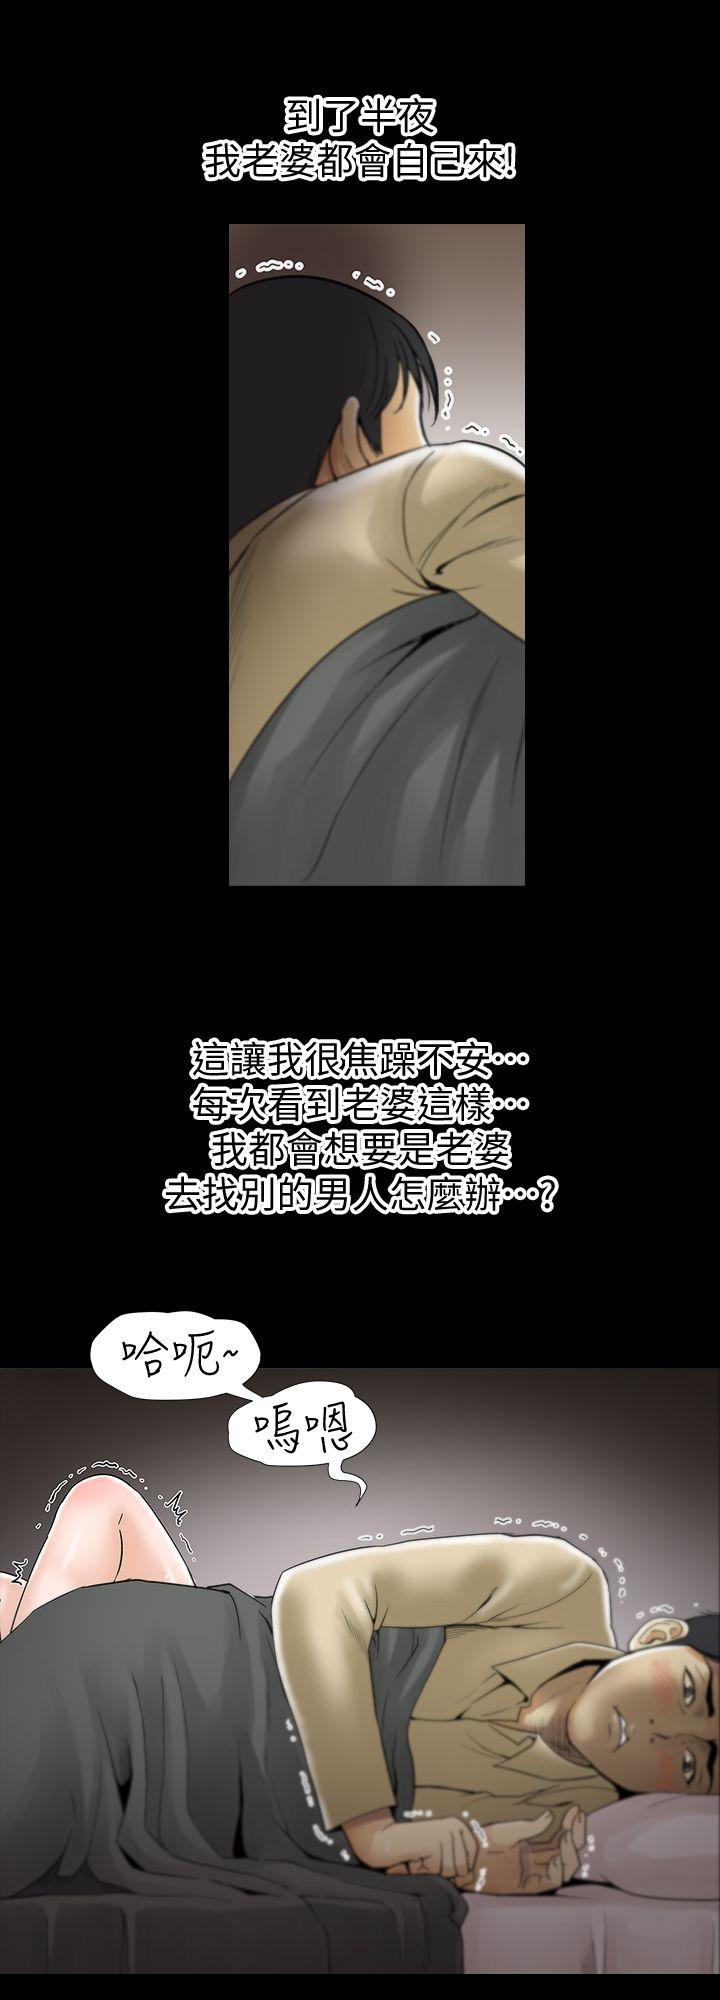 到了半夜
我老婆都會自己來!
這讓我很焦躁不安⋯
每次看到老婆這樣⋯
我都會想要是老婆
去找別的男人怎麼辦⋯?
哈呃~
嗚嗯